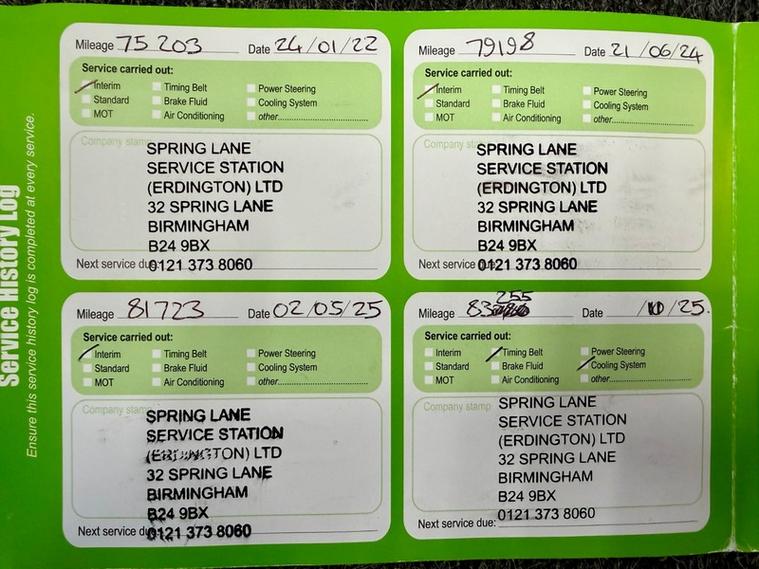 Service History Log
Ensure this service history log is completed at every service.
Mileage 75 203 Date 24/01/22
Service carried out:
Interim Timing Belt Power Steering
Standard Brake Fluid Cooling System
MOT Air Conditioning other
Company stamp
SPRING LANE
SERVICE STATION
(ERDINGTON) LTD
32 SPRING LANE
BIRMINGHAM
B24 9BX
Next service due: 0121 373 8060
Mileage 79198 Date 21/06/24
Service carried out:
Interim Timing Belt Power Steering
Standard Brake Fluid Cooling System
MOT Air Conditioning other
Company stamp
SPRING LANE
SERVICE STATION
(ERDINGTON) LTD
32 SPRING LANE
BIRMINGHAM
B24 9BX
Next service due: 0121 373 8060
Mileage 81723 Date 02/05/25
Service carried out:
Interim Timing Belt Power Steering
Standard Brake Fluid Cooling System
MOT Air Conditioning other
Company stamp
SPRING LANE
SERVICE STATION
(ERDINGTON) LTD
32 SPRING LANE
BIRMINGHAM
B24 9BX
Next service due: 0121 373 8060
Mileage 83 255 Date /10/25.
Service carried out:
Interim Timing Belt Power Steering
Standard Brake Fluid Cooling System
MOT Air Conditioning other
Company stamp
SPRING LANE
SERVICE STATION
(ERDINGTON) LTD
32 SPRING LANE
BIRMINGHAM
B24 9BX
0121 373 8060
Next service due: